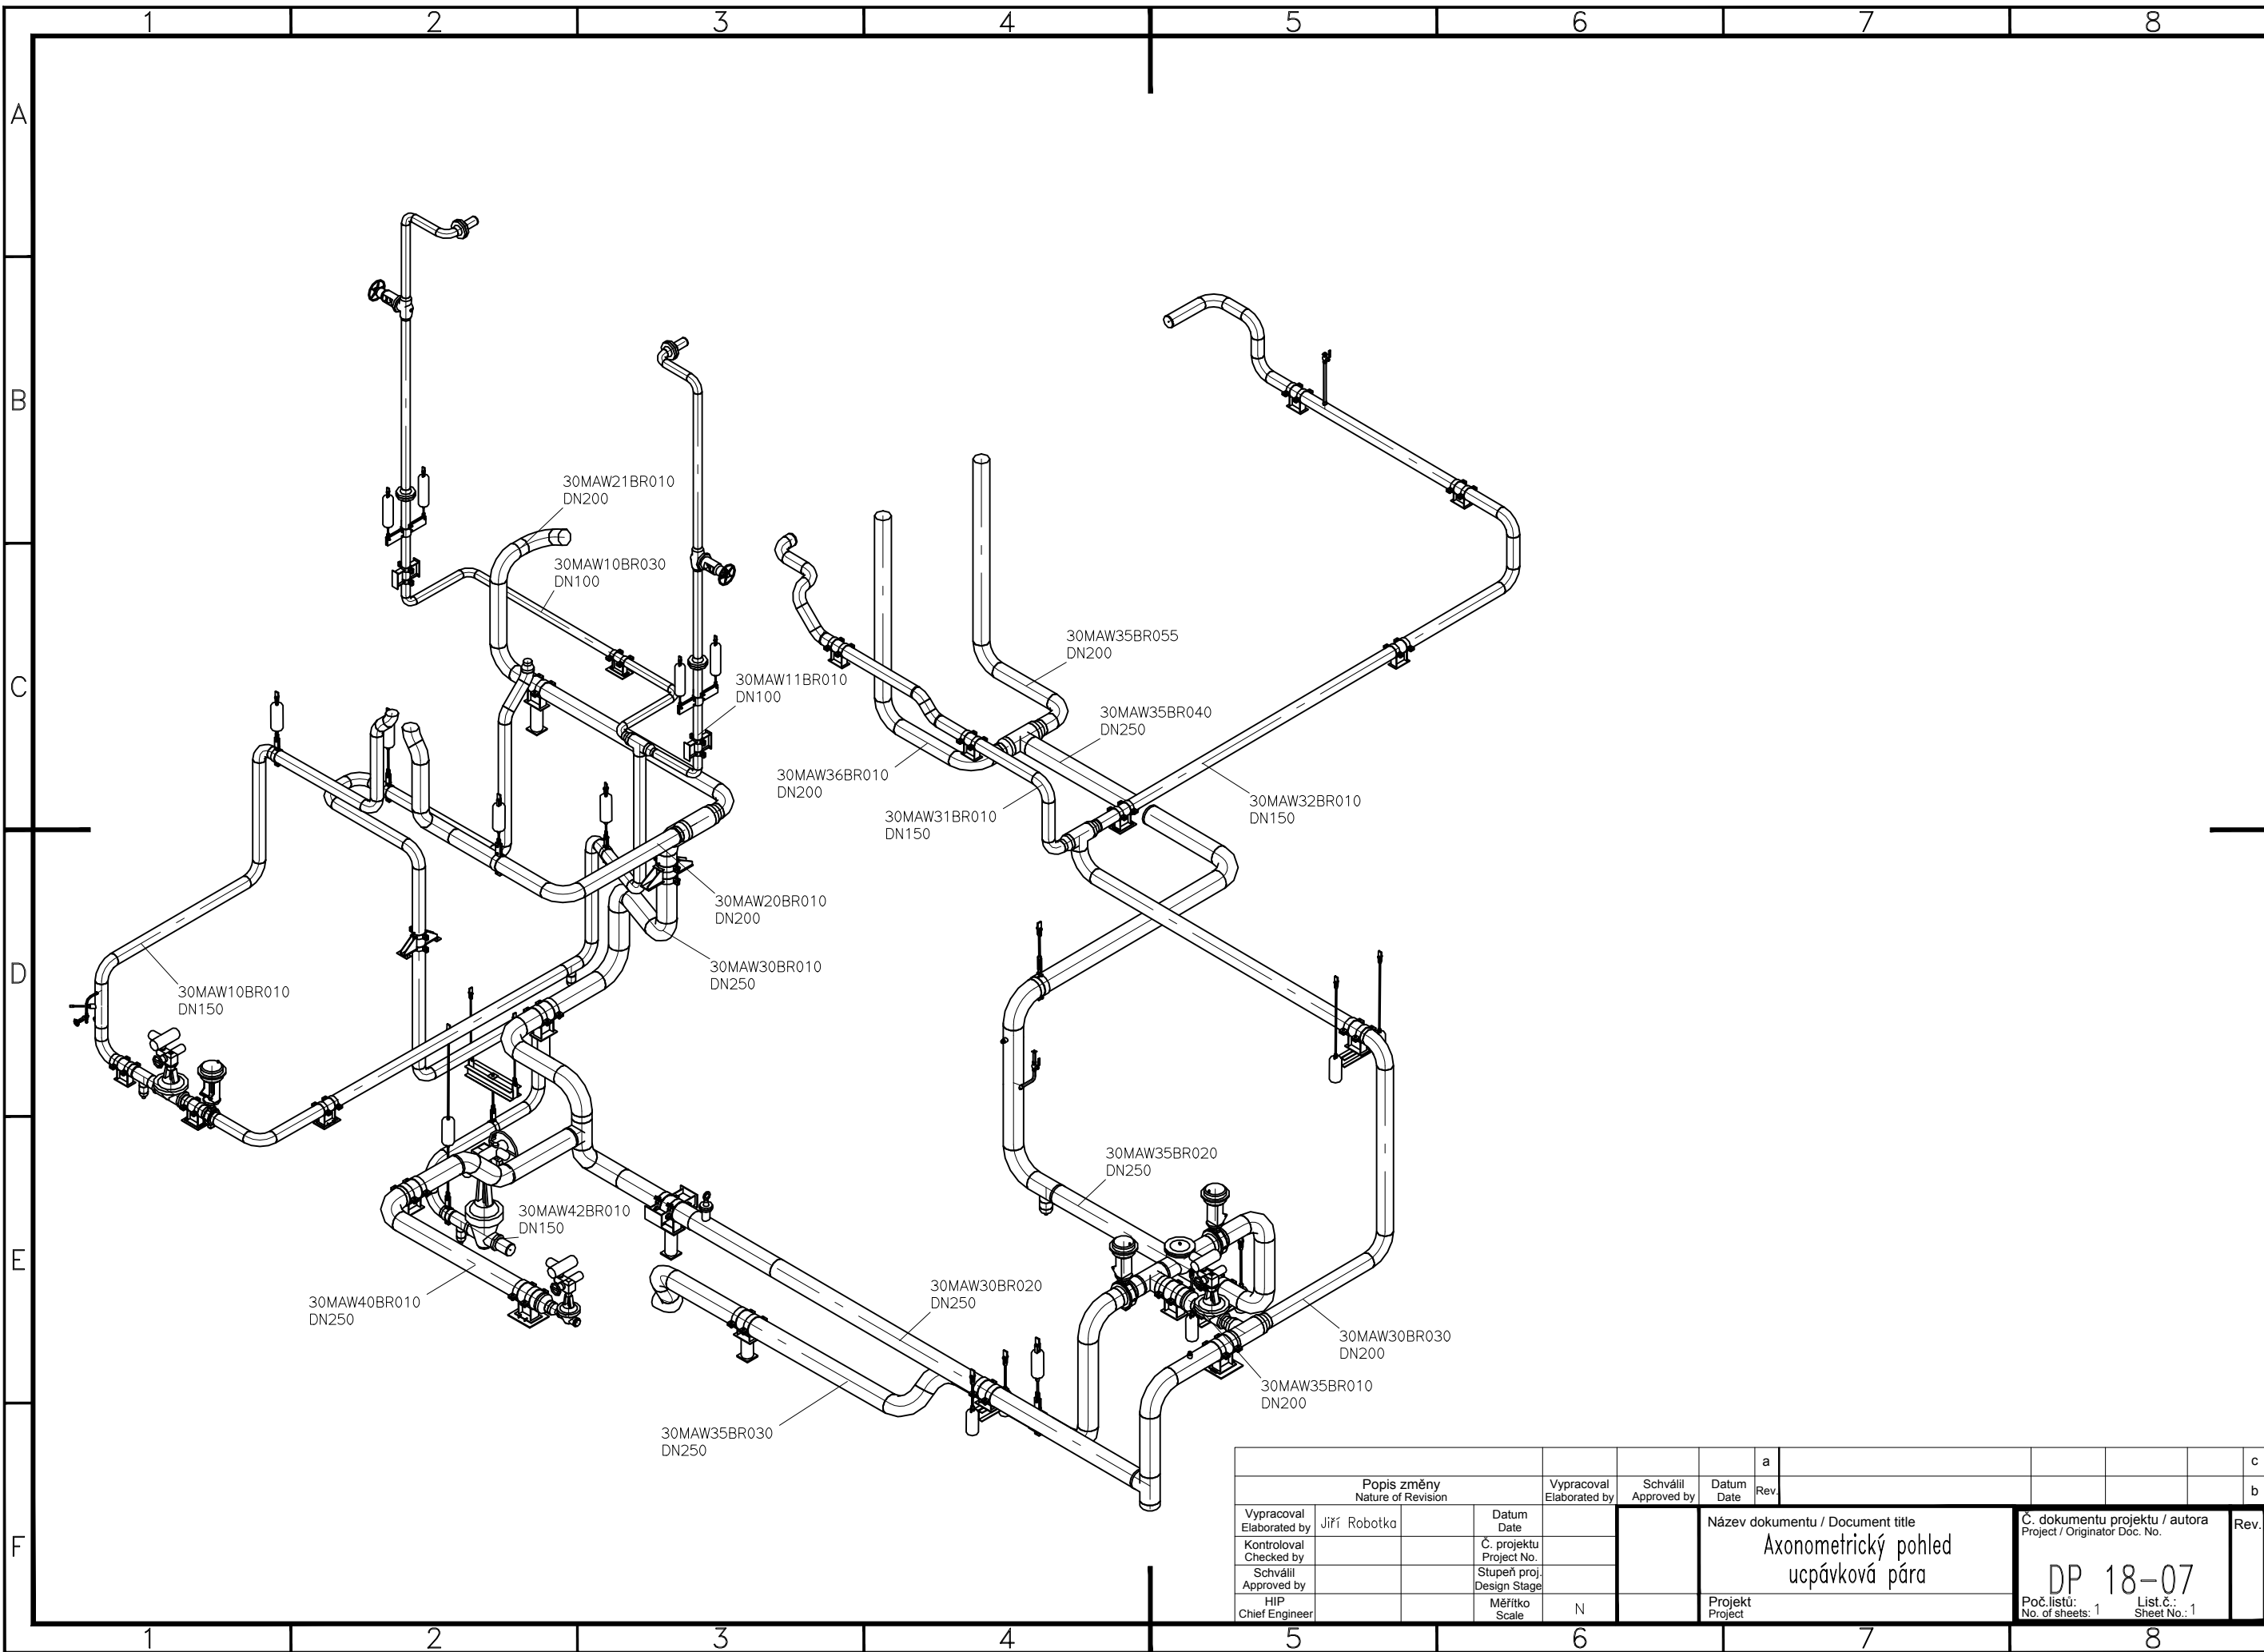 1 2 3 4 5 6 7 8
A
B
C
D
E
F
30MAW21BR010
DN200
30MAW10BR030
DN100
30MAW35BR055
DN200
30MAW11BR010
DN100
30MAW35BR040
DN250
30MAW36BR010
DN200
30MAW31BR010
DN150
30MAW32BR010
DN150
30MAW20BR010
DN200
30MAW30BR010
DN250
30MAW10BR010
DN150
30MAW35BR020
DN250
30MAW42BR010
DN150
30MAW40BR010
DN250
30MAW30BR020
DN250
30MAW30BR030
DN200
30MAW35BR010
DN200
30MAW35BR030
DN250
a
c
Popis změny
Nature of Revision
Vypracoval
Elaborated by
Schválil
Approved by
Datum
Date
Rev.
b
Vypracoval
Elaborated by
Jiří Robotka
Datum
Date
Kontroloval
Checked by
Č. projektu
Project No.
Schválil
Approved by
Stupeň proj.
Design Stage
HIP
Chief Engineer
Měřítko
Scale
N
Název dokumentu / Document title
Axonometrický pohled
ucpávková pára
Projekt
Project
Č. dokumentu projektu / autora
Project / Originator Doc. No.
DP 18-07
Poč.listů:
No. of sheets: 1
List.č.:
Sheet No.: 1
Rev.
1 2 3 4 5 6 7 8